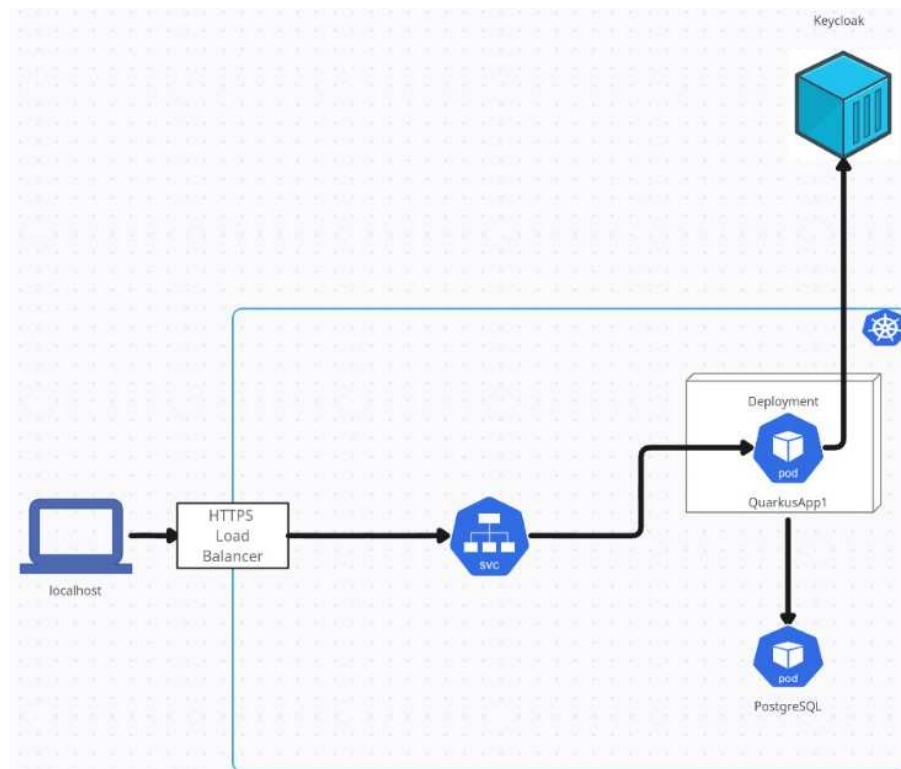 Keycloak
Deployment
pod
QuarkusApp1
HTTPS
Load
Balancer
svc
localhost
pod
PostgreSQL